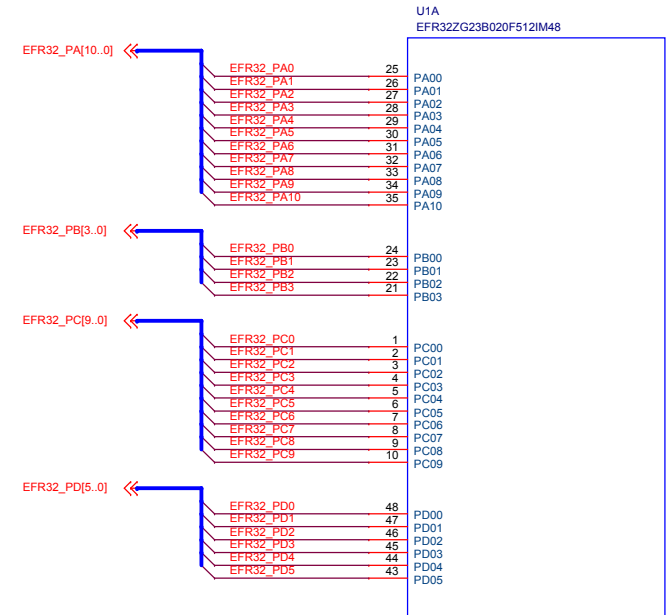 U1A
EFR32ZG23B020F512IM48
EFR32_PA[10..0]
EFR32_PA0 25 PA00
EFR32_PA1 26 PA01
EFR32_PA2 27 PA02
EFR32_PA3 28 PA03
EFR32_PA4 29 PA04
EFR32_PA5 30 PA05
EFR32_PA6 31 PA06
EFR32_PA7 32 PA07
EFR32_PA8 33 PA08
EFR32_PA9 34 PA09
EFR32_PA10 35 PA10
EFR32_PB[3..0]
EFR32_PB0 24 PB00
EFR32_PB1 23 PB01
EFR32_PB2 22 PB02
EFR32_PB3 21 PB03
EFR32_PC[9..0]
EFR32_PC0 1 PC00
EFR32_PC1 2 PC01
EFR32_PC2 3 PC02
EFR32_PC3 4 PC03
EFR32_PC4 5 PC04
EFR32_PC5 6 PC05
EFR32_PC6 7 PC06
EFR32_PC7 8 PC07
EFR32_PC8 9 PC08
EFR32_PC9 10 PC09
EFR32_PD[5..0]
EFR32_PD0 48 PD00
EFR32_PD1 47 PD01
EFR32_PD2 46 PD02
EFR32_PD3 45 PD03
EFR32_PD4 44 PD04
EFR32_PD5 43 PD05